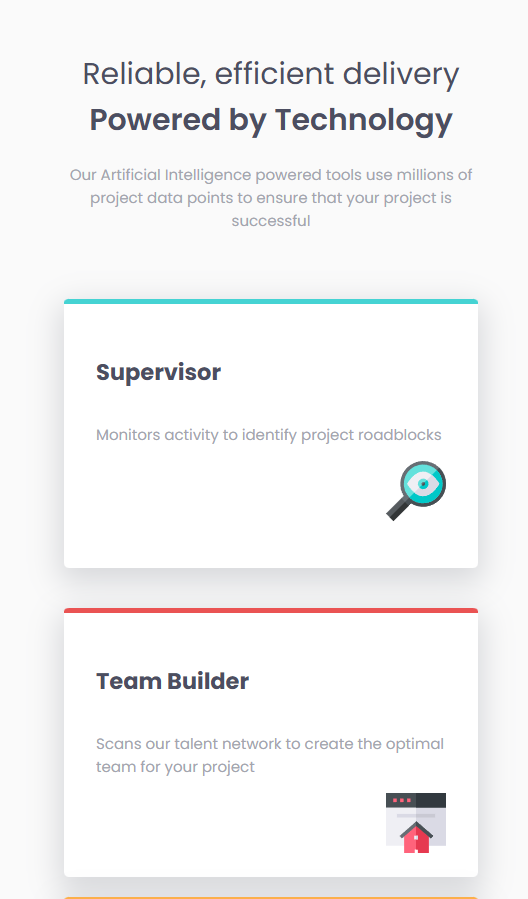 Reliable, efficient delivery
Powered by Technology
Our Artificial Intelligence powered tools use millions of
project data points to ensure that your project is
successful
Supervisor
Monitors activity to identify project roadblocks
Team Builder
Scans our talent network to create the optimal
team for your project